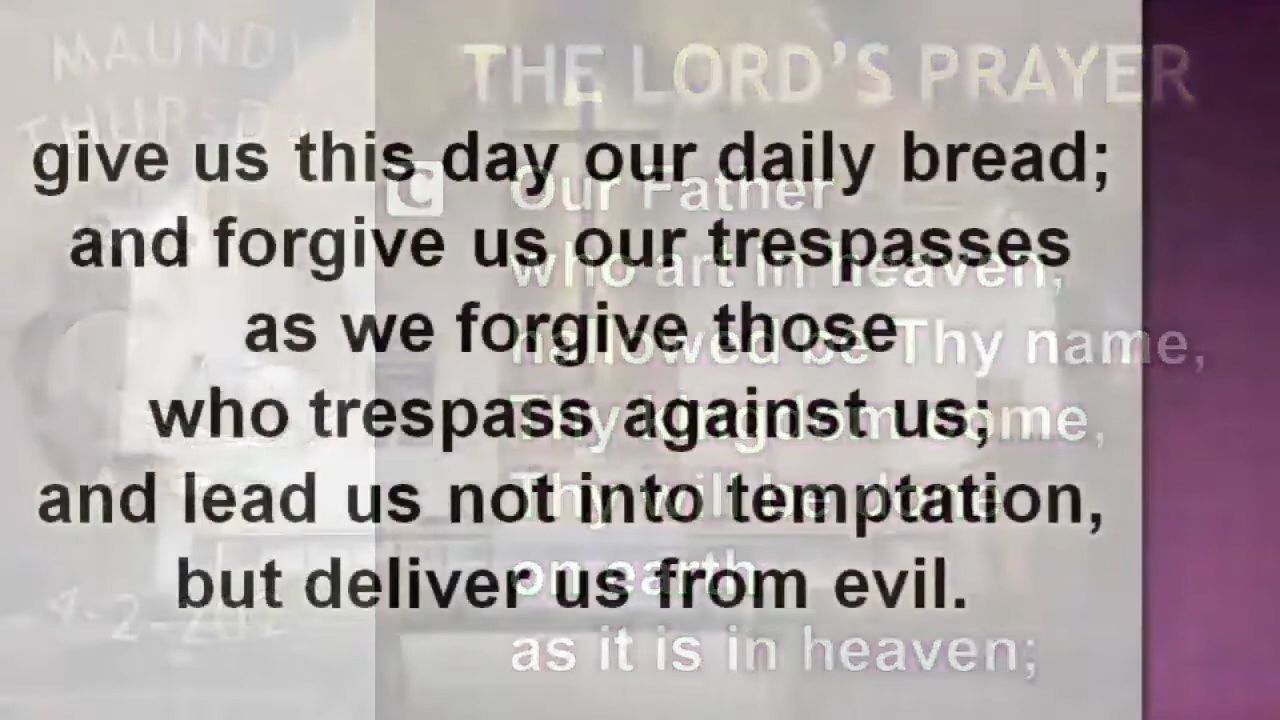 MAUNDY
THURSDAY
THE LORD'S PRAYER
give us this day our daily bread;
and forgive us our trespasses
as we forgive those
who trespass against us;
and lead us not into temptation,
but deliver us from evil.
C Our Father
who art in heaven,
hallowed be Thy name,
Thy kingdom come,
Thy will be done
on earth
as it is in heaven;